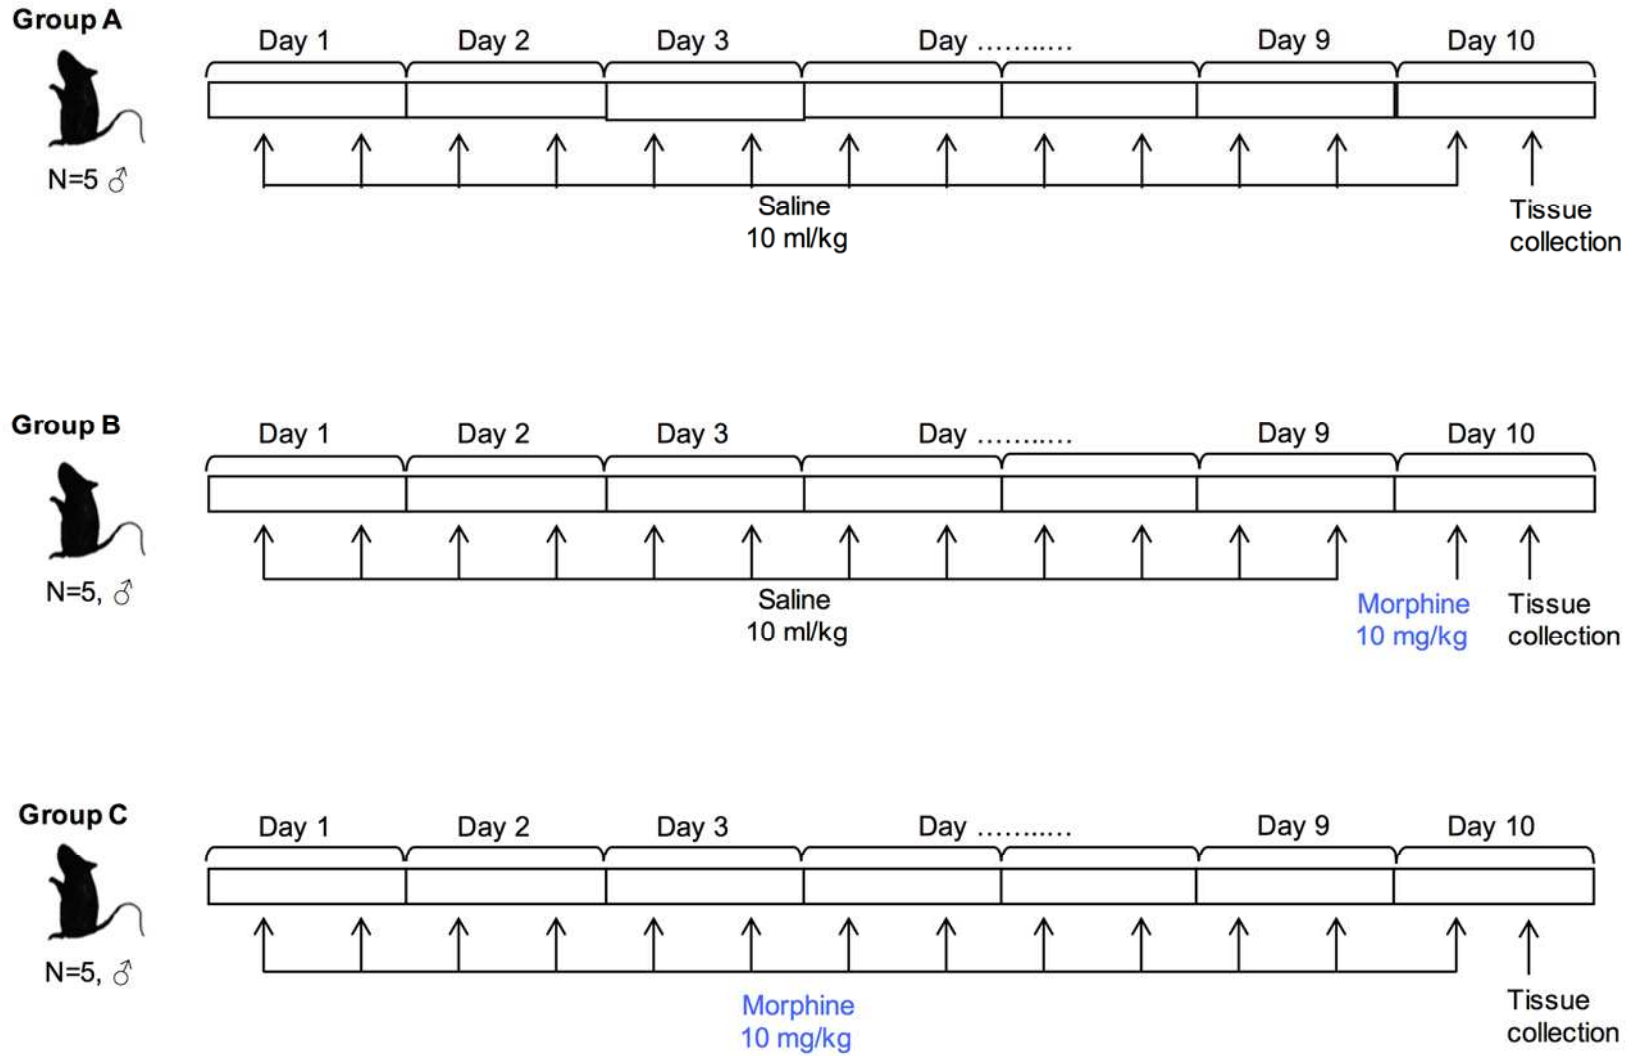 Group A
Day 1 Day 2 Day 3 Day ........... Day 9 Day 10
N=5 ♂
Saline
10 ml/kg
Tissue
collection
Group B
Day 1 Day 2 Day 3 Day ........... Day 9 Day 10
N=5, ♂
Saline
10 ml/kg
Morphine
10 mg/kg
Tissue
collection
Group C
Day 1 Day 2 Day 3 Day ........... Day 9 Day 10
N=5, ♂
Morphine
10 mg/kg
Tissue
collection